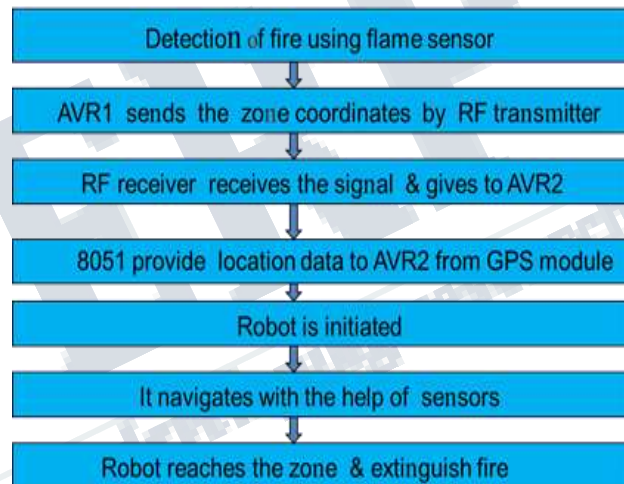 Detection of fire using flame sensor
AVR1 sends the zone coordinates by RF transmitter
RF receiver receives the signal & gives to AVR2
8051 provide location data to AVR2 from GPS module
Robot is initiated
It navigates with the help of sensors
Robot reaches the zone & extinguish fire